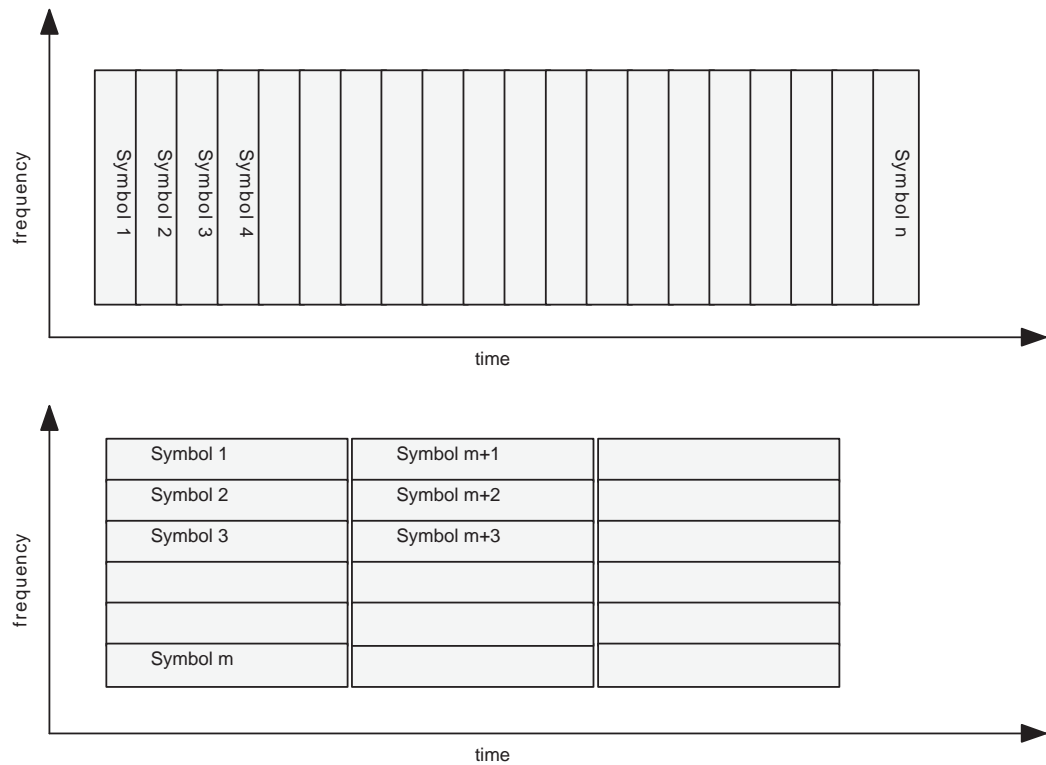 frequency
Symbol 1
Symbol 2
Symbol 3
Symbol 4
Symbol n
time
frequency
Symbol 1
Symbol m+1
Symbol 2
Symbol m+2
Symbol 3
Symbol m+3
Symbol m
time